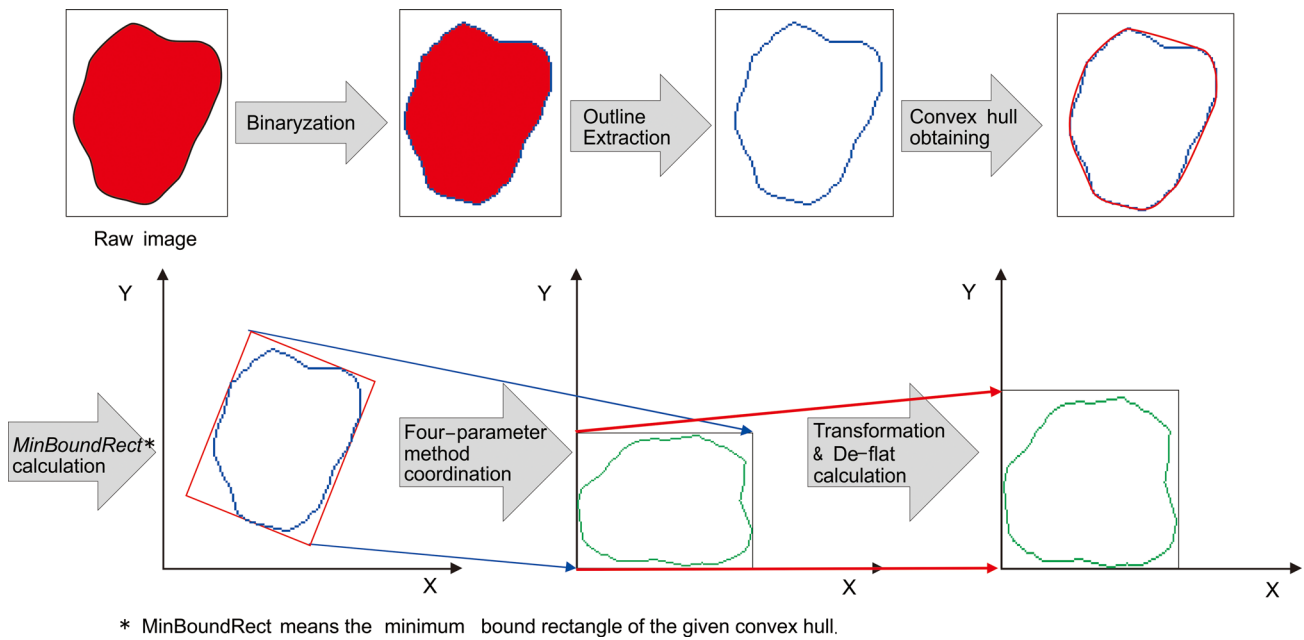 Binaryzation
Outline
Extraction
Convex hull
obtaining
Raw image
Y
X
MinBoundRect*
calculation
Four-parameter
method
coordination
Y
X
Transformation
& De-flat
calculation
Y
X
* MinBoundRect means the minimum bound rectangle of the given convex hull.